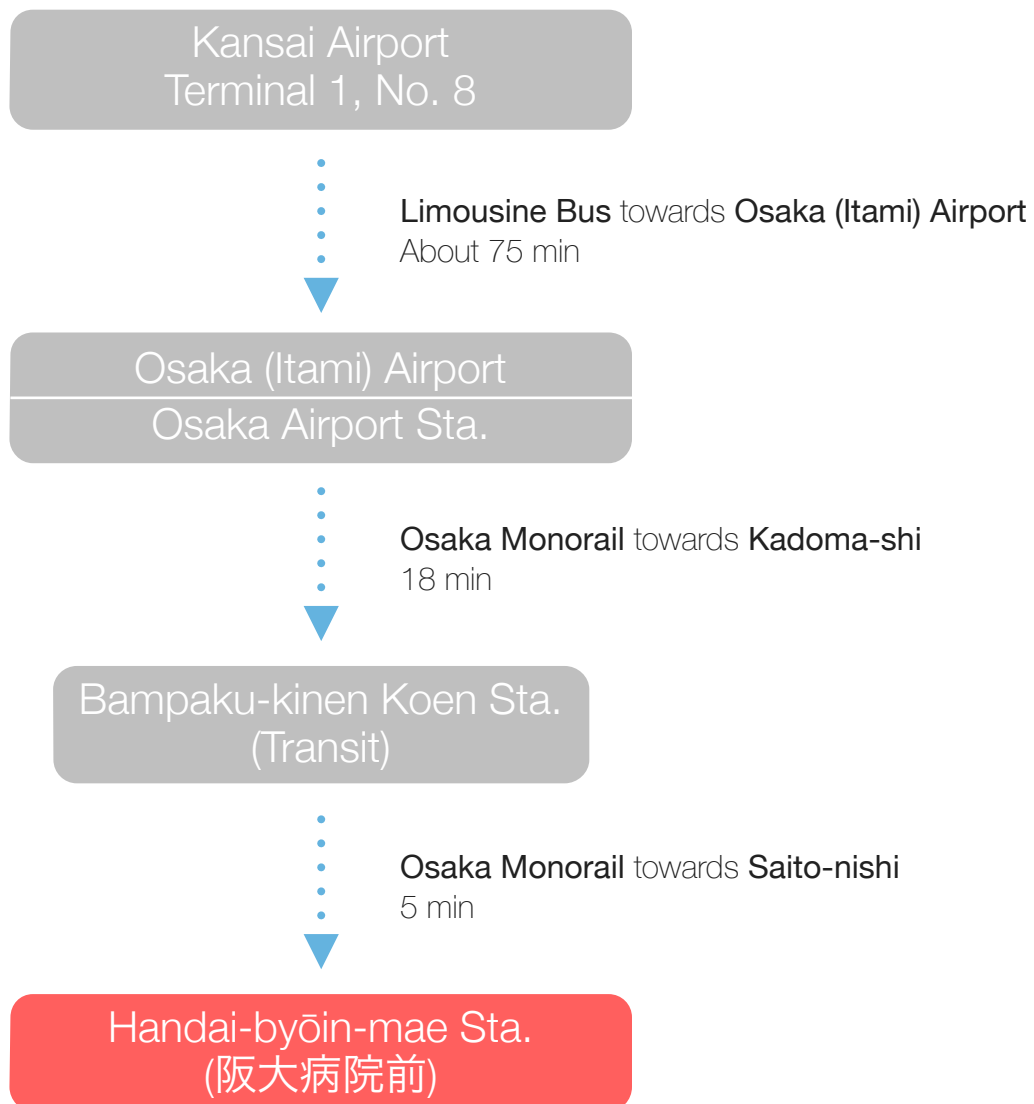 Kansai Airport
Terminal 1, No. 8
Limousine Bus towards Osaka (Itami) Airport
About 75 min
Osaka (Itami) Airport
Osaka Airport Sta.
Osaka Monorail towards Kadoma-shi
18 min
Bampaku-kinen Koen Sta.
(Transit)
Osaka Monorail towards Saito-nishi
5 min
Handai-byōin-mae Sta.
(阪大病院前)